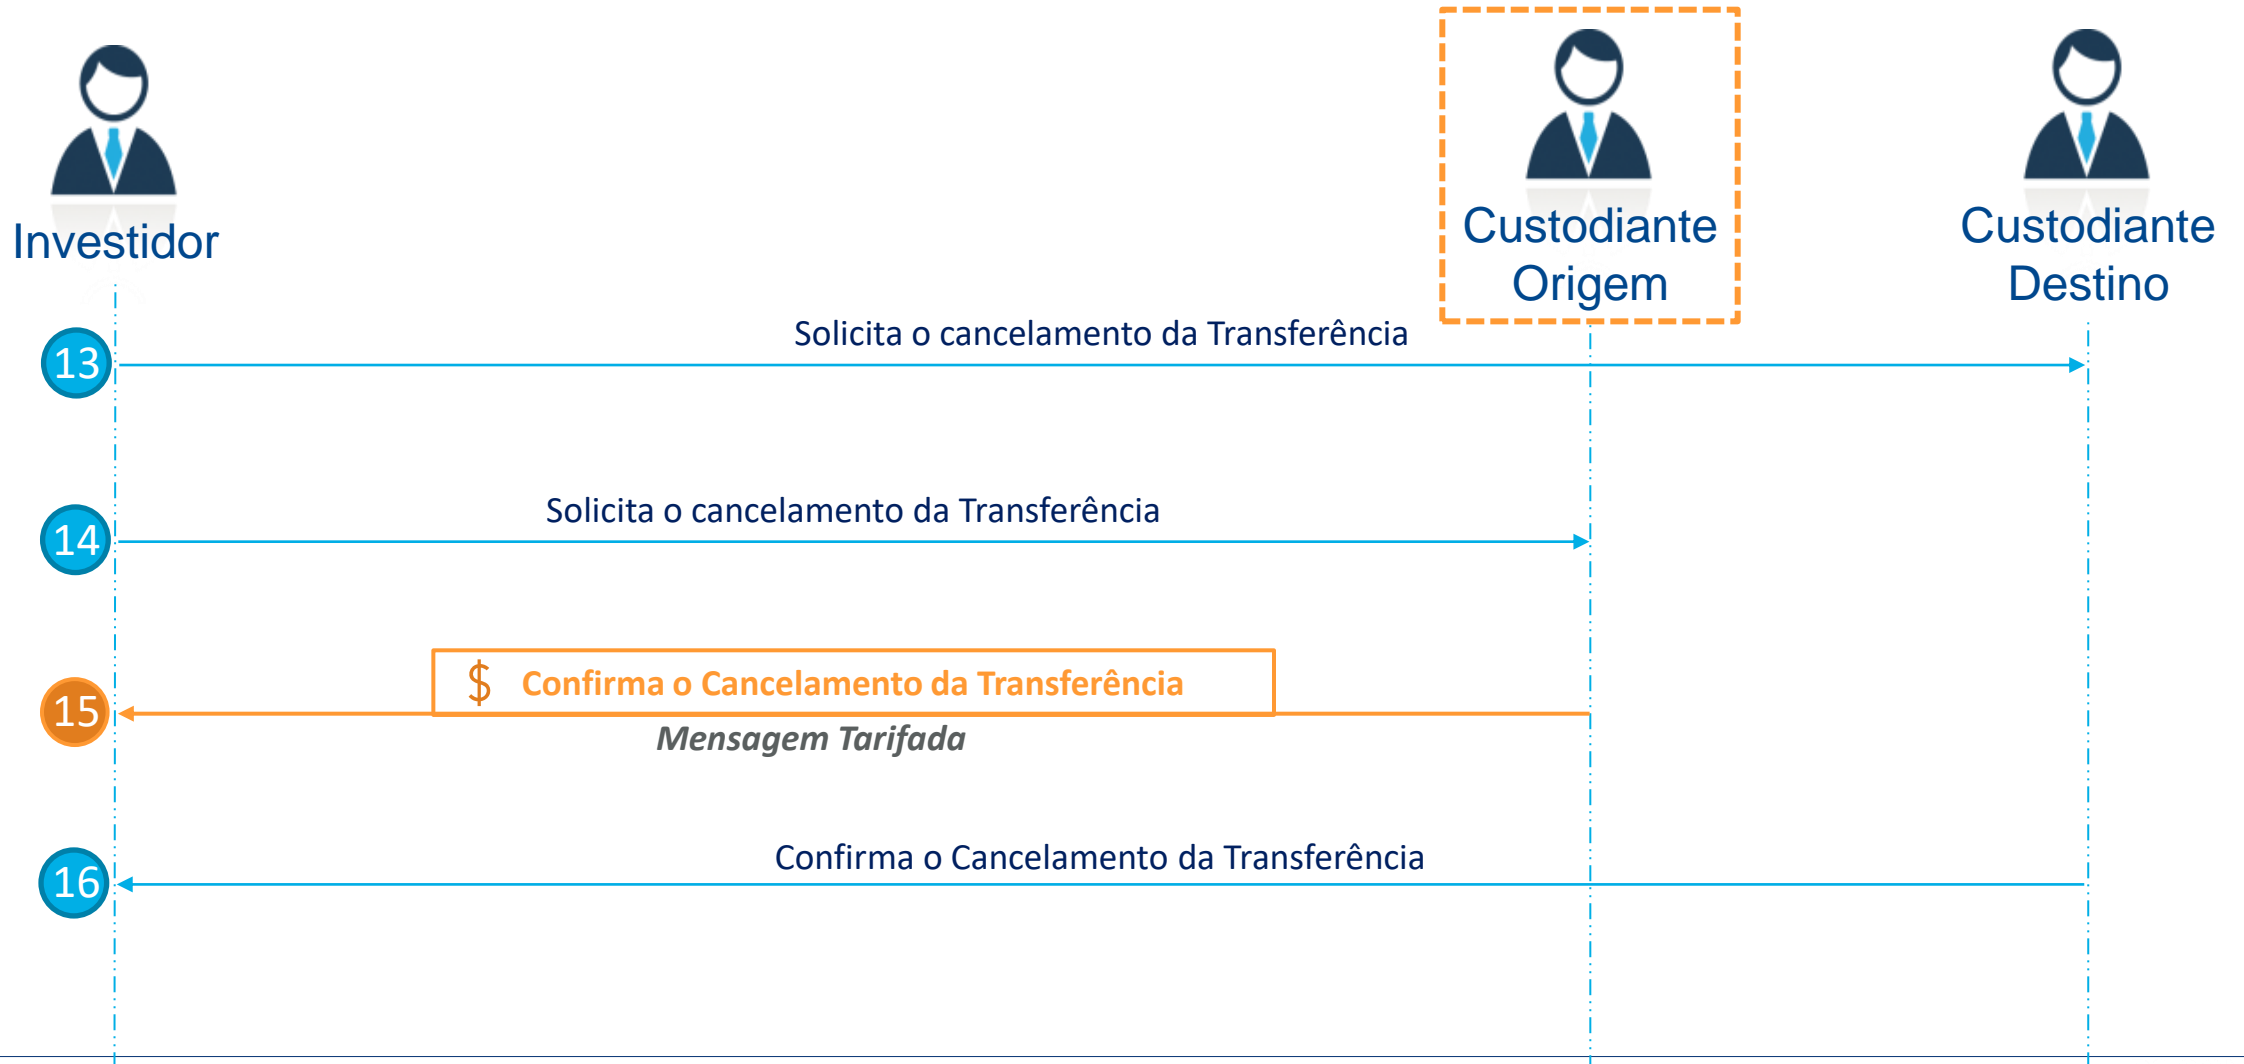 Investidor
Custodiante
Origem
Custodiante
Destino
Solicita o cancelamento da Transferência
13
Solicita o cancelamento da Transferência
14
$ Confirma o Cancelamento da Transferência
15
Mensagem Tarifada
Confirma o Cancelamento da Transferência
16